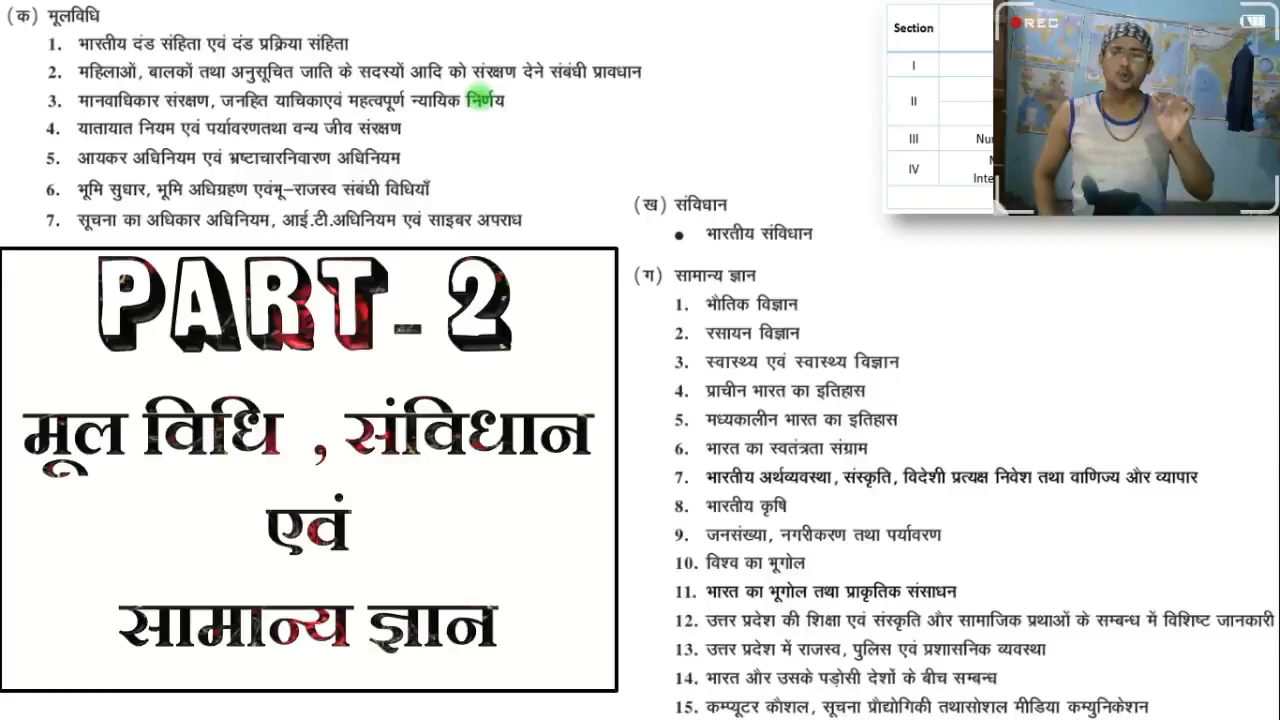 (क) मूलविधि
1. भारतीय दंड संहिता एवं दंड प्रक्रिया संहिता
2. महिलाओं, बालकों तथा अनुसूचित जाति के सदस्यों आदि को संरक्षण देने संबंधी प्रावधान
3. मानवाधिकार संरक्षण, जनहित याचिकाएवं महत्वपूर्ण न्यायिक निर्णय
4. यातायात नियम एवं पर्यावरणतथा वन्य जीव संरक्षण
5. आयकर अधिनियम एवं भ्रष्टाचारनिवारण अधिनियम
6. भूमि सुधार, भूमि अधिग्रहण एवंभू–राजस्व संबंधी विधियाँ
7. सूचना का अधिकार अधिनियम, आई.टी.अधिनियम एवं साइबर अपराध
PART-2
मूल विधि , संविधान
एवं
सामान्य ज्ञान
(ख) संविधान
● भारतीय संविधान
(ग) सामान्य ज्ञान
1. भौतिक विज्ञान
2. रसायन विज्ञान
3. स्वास्थ्य एवं स्वास्थ्य विज्ञान
4. प्राचीन भारत का इतिहास
5. मध्यकालीन भारत का इतिहास
6. भारत का स्वतंत्रता संग्राम
7. भारतीय अर्थव्यवस्था, संस्कृति, विदेशी प्रत्यक्ष निवेश तथा वाणिज्य और व्यापार
8. भारतीय कृषि
9. जनसंख्या, नगरीकरण तथा पर्यावरण
10. विश्व का भूगोल
11. भारत का भूगोल तथा प्राकृतिक संसाधन
12. उत्तर प्रदेश की शिक्षा एवं संस्कृति और सामाजिक प्रथाओं के सम्बन्ध में विशिष्ट जानकारी
13. उत्तर प्रदेश में राजस्व, पुलिस एवं प्रशासनिक व्यवस्था
14. भारत और उसके पड़ोसी देशों के बीच सम्बन्ध
15. कम्प्यूटर कौशल, सूचना प्रौद्योगिकी तथासोशल मीडिया कम्युनिकेशन
Section
I
II
III Nu
IV
Inte
REC